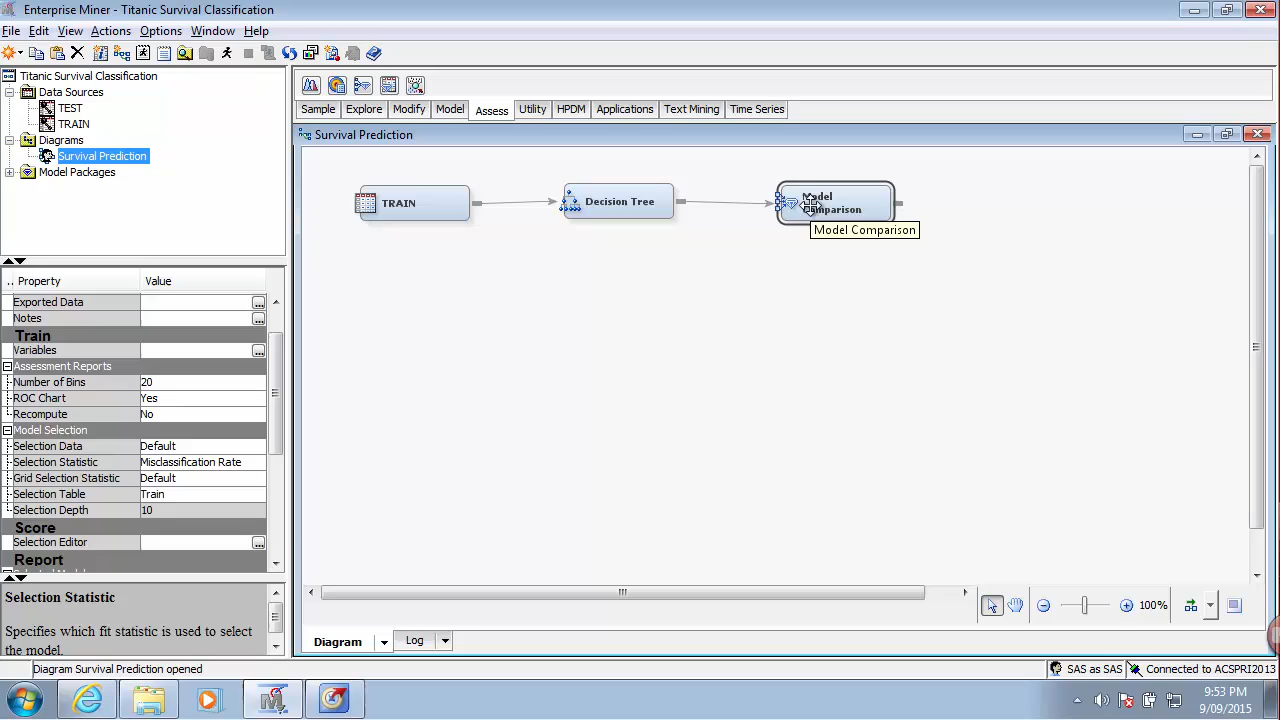 Enterprise Miner - Titanic Survival Classification
File Edit View Actions Options Window Help
Titanic Survival Classification
Data Sources
TEST
TRAIN
Diagrams
Survival Prediction
Model Packages
Sample Explore Modify Model Assess Utility HPDM Applications Text Mining Time Series
Survival Prediction
TRAIN
Decision Tree
Model
Comparison
Model Comparison
.. Property Value
Exported Data ...
Notes ...
Train
Variables ...
Assessment Reports
Number of Bins 20
ROC Chart Yes
Recompute No
Model Selection
Selection Data Default
Selection Statistic Misclassification Rate
Grid Selection Statistic Default
Selection Table Train
Selection Depth 10
Score
Selection Editor ...
Report
Selection Statistic
Specifies which fit statistic is used to select
the model.
100%
Diagram Log
Diagram Survival Prediction opened
SAS as SAS Connected to ACSPRI2013
9:53 PM
9/09/2015